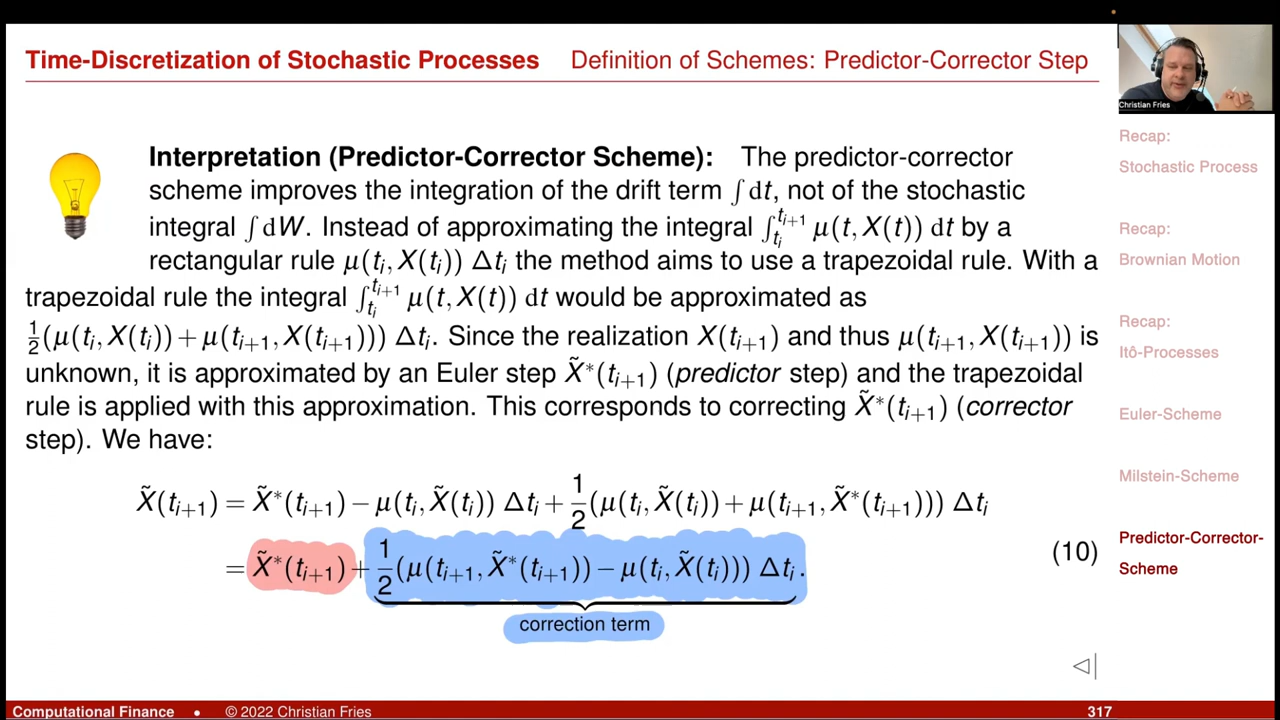 Time-Discretization of Stochastic Processes Definition of Schemes: Predictor-Corrector Step
Christian Fries
Interpretation (Predictor-Corrector Scheme): The predictor-corrector
scheme improves the integration of the drift term ∫ dt, not of the stochastic
integral ∫ dW. Instead of approximating the integral ∫_{t_i}^{t_{i+1}} μ(t, X(t)) dt by a
rectangular rule μ(t_i, X(t_i)) Δt_i the method aims to use a trapezoidal rule. With a
trapezoidal rule the integral ∫_{t_i}^{t_{i+1}} μ(t, X(t)) dt would be approximated as
½(μ(t_i, X(t_i)) + μ(t_{i+1}, X(t_{i+1}))) Δt_i. Since the realization X(t_{i+1}) and thus μ(t_{i+1}, X(t_{i+1})) is
unknown, it is approximated by an Euler step X̃*(t_{i+1}) (predictor step) and the trapezoidal
rule is applied with this approximation. This corresponds to correcting X̃*(t_{i+1}) (corrector
step). We have:
X̃(t_{i+1}) = X̃*(t_{i+1}) − μ(t_i, X̃(t_i)) Δt_i + ½(μ(t_i, X̃(t_i)) + μ(t_{i+1}, X̃*(t_{i+1}))) Δt_i
= X̃*(t_{i+1}) + ½(μ(t_{i+1}, X̃*(t_{i+1})) − μ(t_i, X̃(t_i))) Δt_i. (10)
correction term
◁|
Recap:
Stochastic Process
Recap:
Brownian Motion
Recap:
Itô-Processes
Euler-Scheme
Milstein-Scheme
Predictor-Corrector-
Scheme
Computational Finance • © 2022 Christian Fries 317